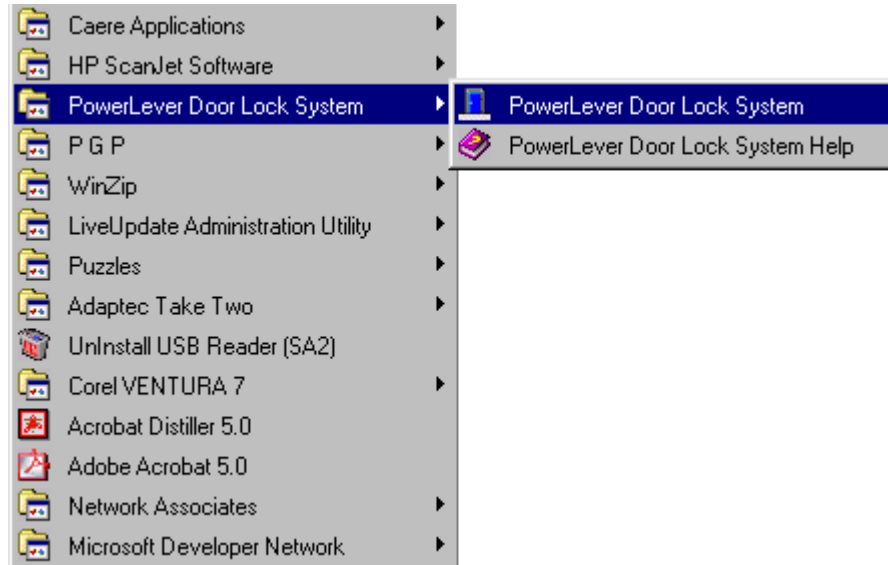 Caere Applications
HP ScanJet Software
PowerLever Door Lock System
PowerLever Door Lock System
P G P
PowerLever Door Lock System Help
WinZip
LiveUpdate Administration Utility
Puzzles
Adaptec Take Two
UnInstall USB Reader (SA2)
Corel VENTURA 7
Acrobat Distiller 5.0
Adobe Acrobat 5.0
Network Associates
Microsoft Developer Network